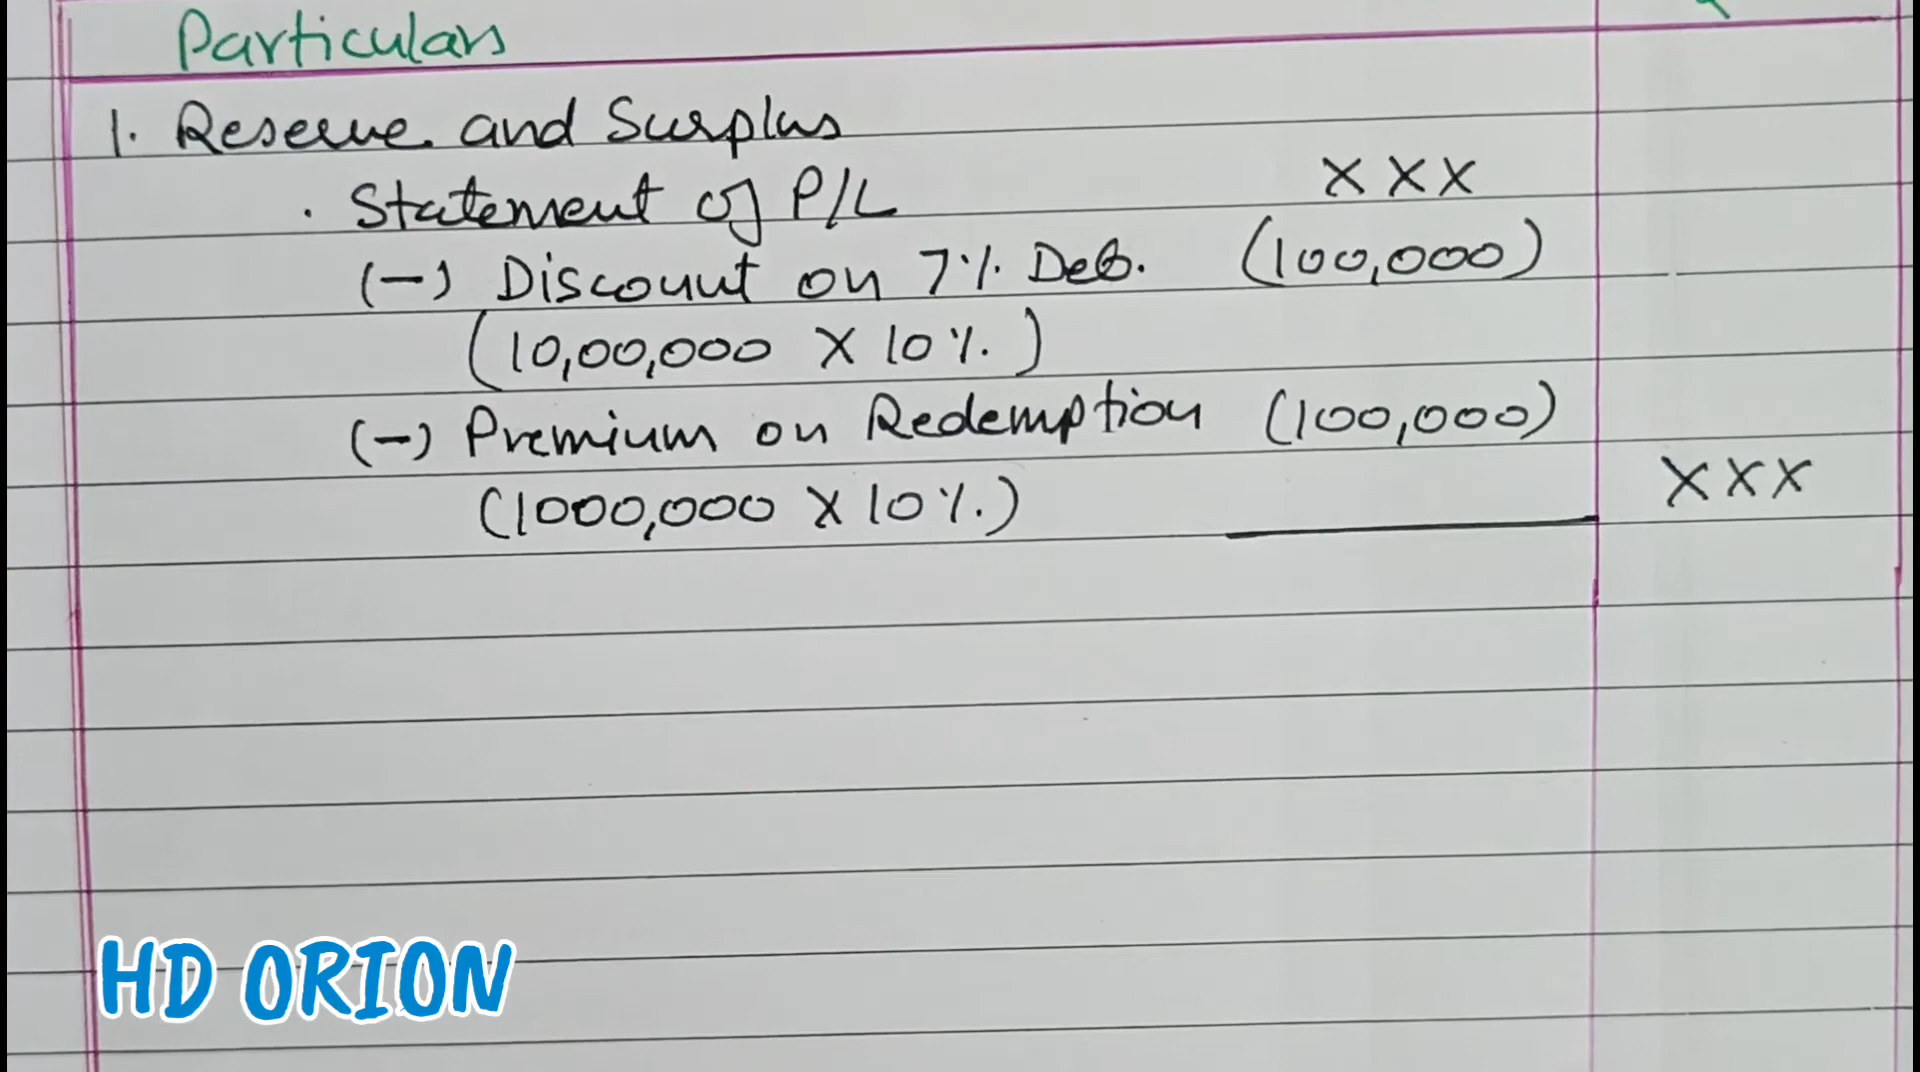 Particulars
1. Reserve and Surplus
. Statement of P/L XXX
(-) Discount on 7% Deb. (100,000)
(10,00,000 X 10%.)
(-) Premium on Redemption (100,000)
(1000,000 X 10%.) XXX
HD ORION